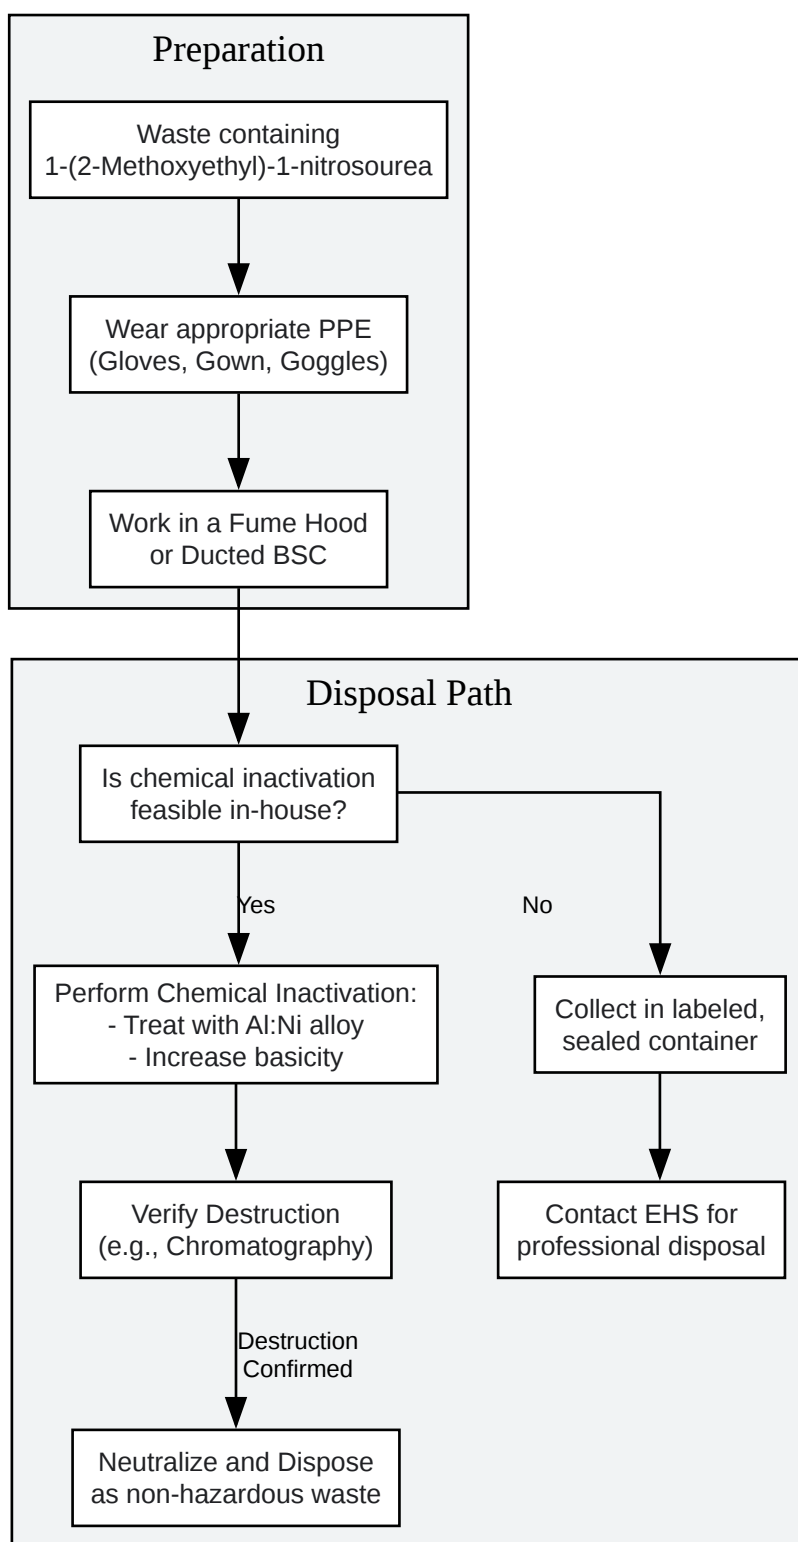 Preparation
Waste containing
1-(2-Methoxyethyl)-1-nitrosourea
Wear appropriate PPE
(Gloves, Gown, Goggles)
Work in a Fume Hood
or Ducted BSC
Disposal Path
Is chemical inactivation
feasible in-house?
Yes
No
Perform Chemical Inactivation:
- Treat with Al:Ni alloy
- Increase basicity
Collect in labeled,
sealed container
Verify Destruction
(e.g., Chromatography)
Contact EHS for
professional disposal
Destruction
Confirmed
Neutralize and Dispose
as non-hazardous waste